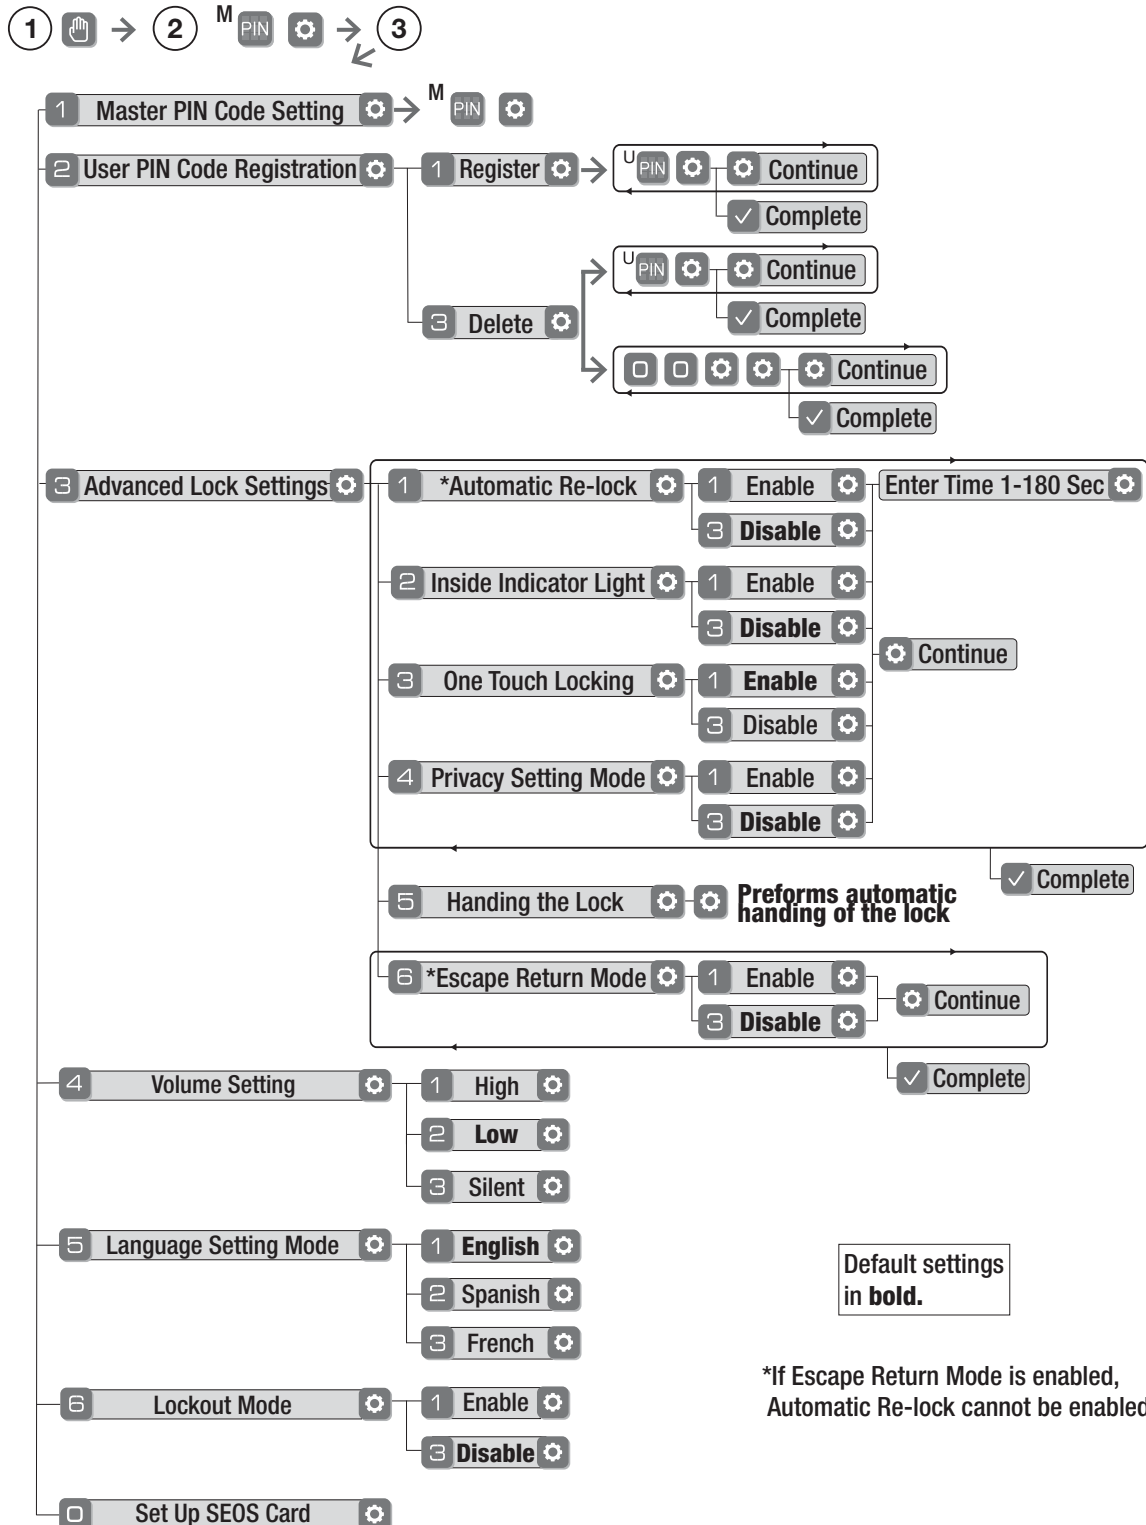 1 2 M PIN 3
1 Master PIN Code Setting M PIN
2 User PIN Code Registration 1 Register U PIN Continue
Complete
U PIN Continue
3 Delete Complete
0 0 Continue
Complete
3 Advanced Lock Settings 1 *Automatic Re-lock 1 Enable Enter Time 1-180 Sec
3 Disable
2 Inside Indicator Light 1 Enable
3 Disable
Continue
3 One Touch Locking 1 Enable
3 Disable
4 Privacy Setting Mode 1 Enable
3 Disable
Complete
5 Handing the Lock Preforms automatic
handing of the lock
6 *Escape Return Mode 1 Enable
Continue
3 Disable
Complete
4 Volume Setting 1 High
2 Low
3 Silent
5 Language Setting Mode 1 English
2 Spanish
3 French
Default settings
in bold.
6 Lockout Mode 1 Enable
3 Disable
*If Escape Return Mode is enabled,
Automatic Re-lock cannot be enabled
0 Set Up SEOS Card